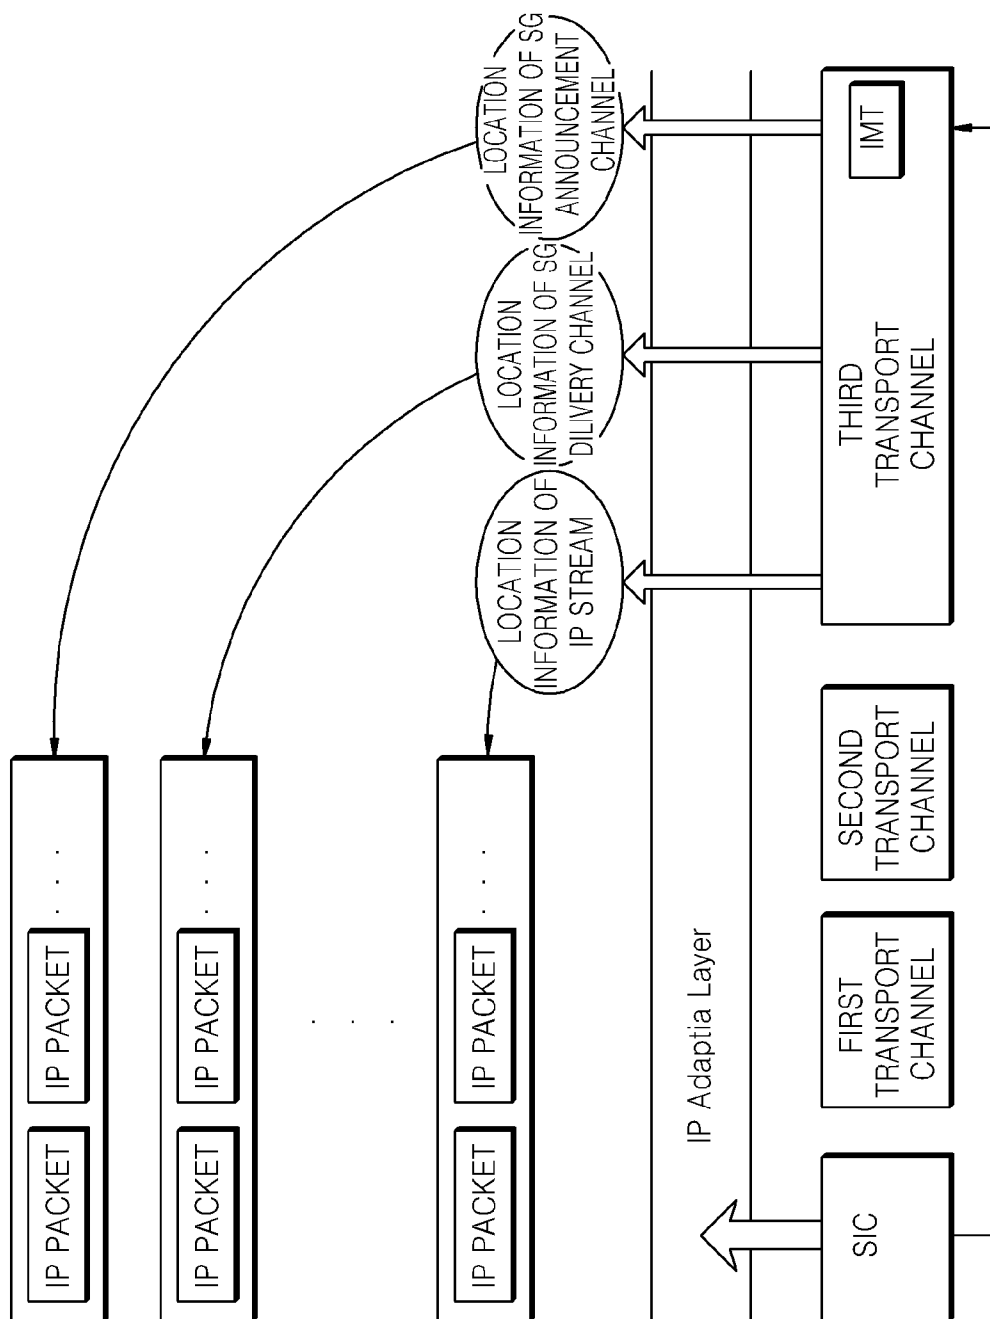 IP PACKET
IP PACKET
. . .
IP PACKET
IP PACKET
. . .
. . .
IP PACKET
IP PACKET
. . .
LOCATION
INFORMATION OF
IP STREAM
LOCATION
INFORMATION OF SG
DILIVERY CHANNEL
LOCATION
INFORMATION OF SG
ANNOUNCEMENT
CHANNEL
IP Adaptia Layer
SIC
FIRST
TRANSPORT
CHANNEL
SECOND
TRANSPORT
CHANNEL
THIRD
TRANSPORT
CHANNEL
IMT